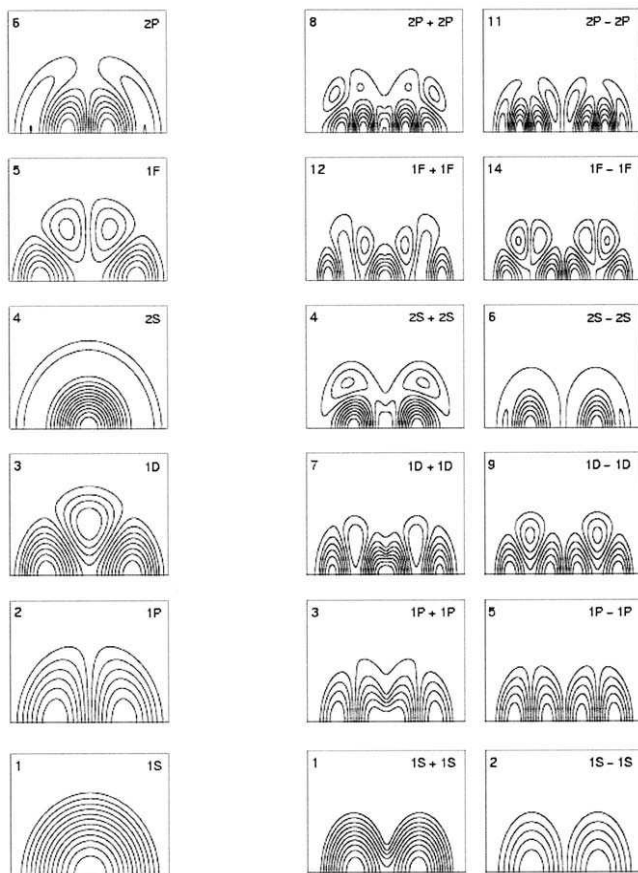 6 2P
8 2P + 2P
11 2P − 2P
5 1F
12 1F + 1F
14 1F − 1F
4 2S
4 2S + 2S
6 2S − 2S
3 1D
7 1D + 1D
9 1D − 1D
2 1P
3 1P + 1P
5 1P − 1P
1 1S
1 1S + 1S
2 1S − 1S